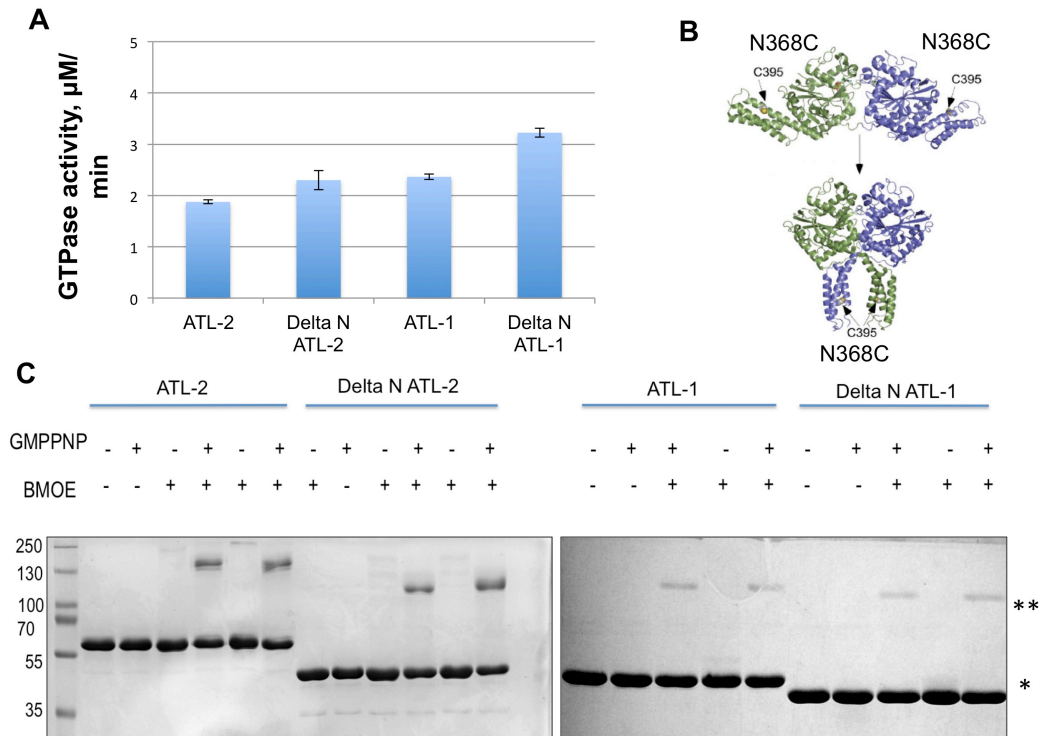 A
GTPase activity, µM/
min
5
4
3
2
1
0
ATL-2
Delta N
ATL-2
ATL-1
Delta N
ATL-1
B
N368C
N368C
C395
C395
C395
N368C
C
ATL-2
Delta N ATL-2
ATL-1
Delta N ATL-1
GMPPNP - + - + - + - + - + - + - + + - + - + + - +
BMOE - - + + + + + - + + + + - - + + + - - + + +
250
130
100
70
55
35
**
*